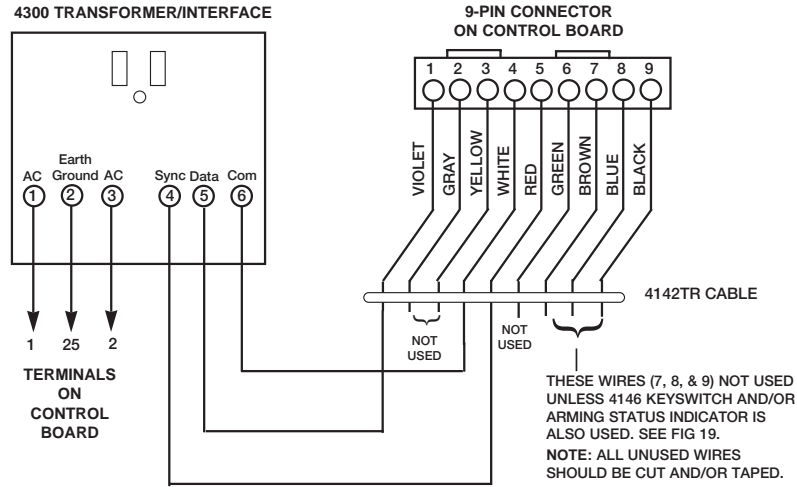 4300 TRANSFORMER/INTERFACE
9-PIN CONNECTOR
ON CONTROL BOARD
1 2 3 4 5 6 7 8 9
VIOLET
GRAY
YELLOW
WHITE
RED
GREEN
BROWN
BLUE
BLACK
Earth
AC Ground AC Sync Data Com
1 2 3 4 5 6
4142TR CABLE
NOT
USED
NOT
USED
1 25 2
TERMINALS
ON
CONTROL
BOARD
THESE WIRES (7, 8, & 9) NOT USED
UNLESS 4146 KEYSWITCH AND/OR
ARMING STATUS INDICATOR IS
ALSO USED. SEE FIG 19.
NOTE: ALL UNUSED WIRES
SHOULD BE CUT AND/OR TAPED.